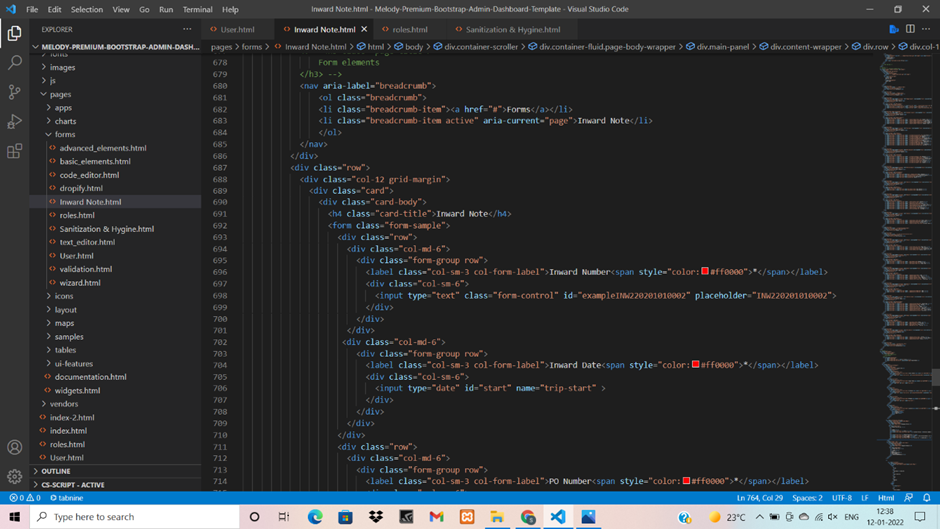 File Edit Selection View Go Run Terminal Help
Inward Note.html - Melody-Premium-Bootstrap-Admin-Dashboard-Template - Visual Studio Code
EXPLORER
User.html
Inward Note.html
roles.html
Sanitization & Hygine.html
MELODY-PREMIUM-BOOTSTRAP-ADMIN-DASH...
pages > forms > Inward Note.html > html > body > div.container-scroller > div.container-fluid.page-body-wrapper > div.main-panel > div.content-wrapper > div.row > div.col-1
images
js
pages
apps
charts
forms
advanced_elements.html
basic_elements.html
code_editor.html
dropify.html
Inward Note.html
roles.html
Sanitization & Hygine.html
text_editor.html
User.html
validation.html
wizard.html
icons
layout
maps
samples
tables
ui-features
documentation.html
widgets.html
vendors
index-2.html
index.html
roles.html
User.html
OUTLINE
CS-SCRIPT - ACTIVE
678 Form elements
679 </h3> -->
680 <nav aria-label="breadcrumb">
681 <ol class="breadcrumb">
682 <li class="breadcrumb-item"><a href="#">Forms</a></li>
683 <li class="breadcrumb-item active" aria-current="page">Inward Note</li>
684 </ol>
685 </nav>
686 </div>
687 <div class="row">
688 <div class="col-12 grid-margin">
689 <div class="card">
690 <div class="card-body">
691 <h4 class="card-title">Inward Note</h4>
692 <form class="form-sample">
693 <div class="row">
694 <div class="col-md-6">
695 <div class="form-group row">
696 <label class="col-sm-3 col-form-label">Inward Number<span style="color:#ff0000">*</span></label>
697 <div class="col-sm-6">
698 <input type="text" class="form-control" id="exampleINW220201010002" placeholder="INW220201010002">
699 </div>
700 </div>
701 </div>
702 <div class="col-md-6">
703 <div class="form-group row">
704 <label class="col-sm-3 col-form-label">Inward Date<span style="color:#ff0000">*</span></label>
705 <div class="col-sm-6">
706 <input type="date" id="start" name="trip-start" >
707 </div>
708 </div>
709 </div>
710 </div>
711 <div class="row">
712 <div class="col-md-6">
713 <div class="form-group row">
714 <label class="col-sm-3 col-form-label">PO Number<span style="color:#ff0000">*</span></label>
0 0 tabnine
Ln 764, Col 29 Spaces: 2 UTF-8 LF Html
Type here to search
23°C
ENG
12:38
12-01-2022